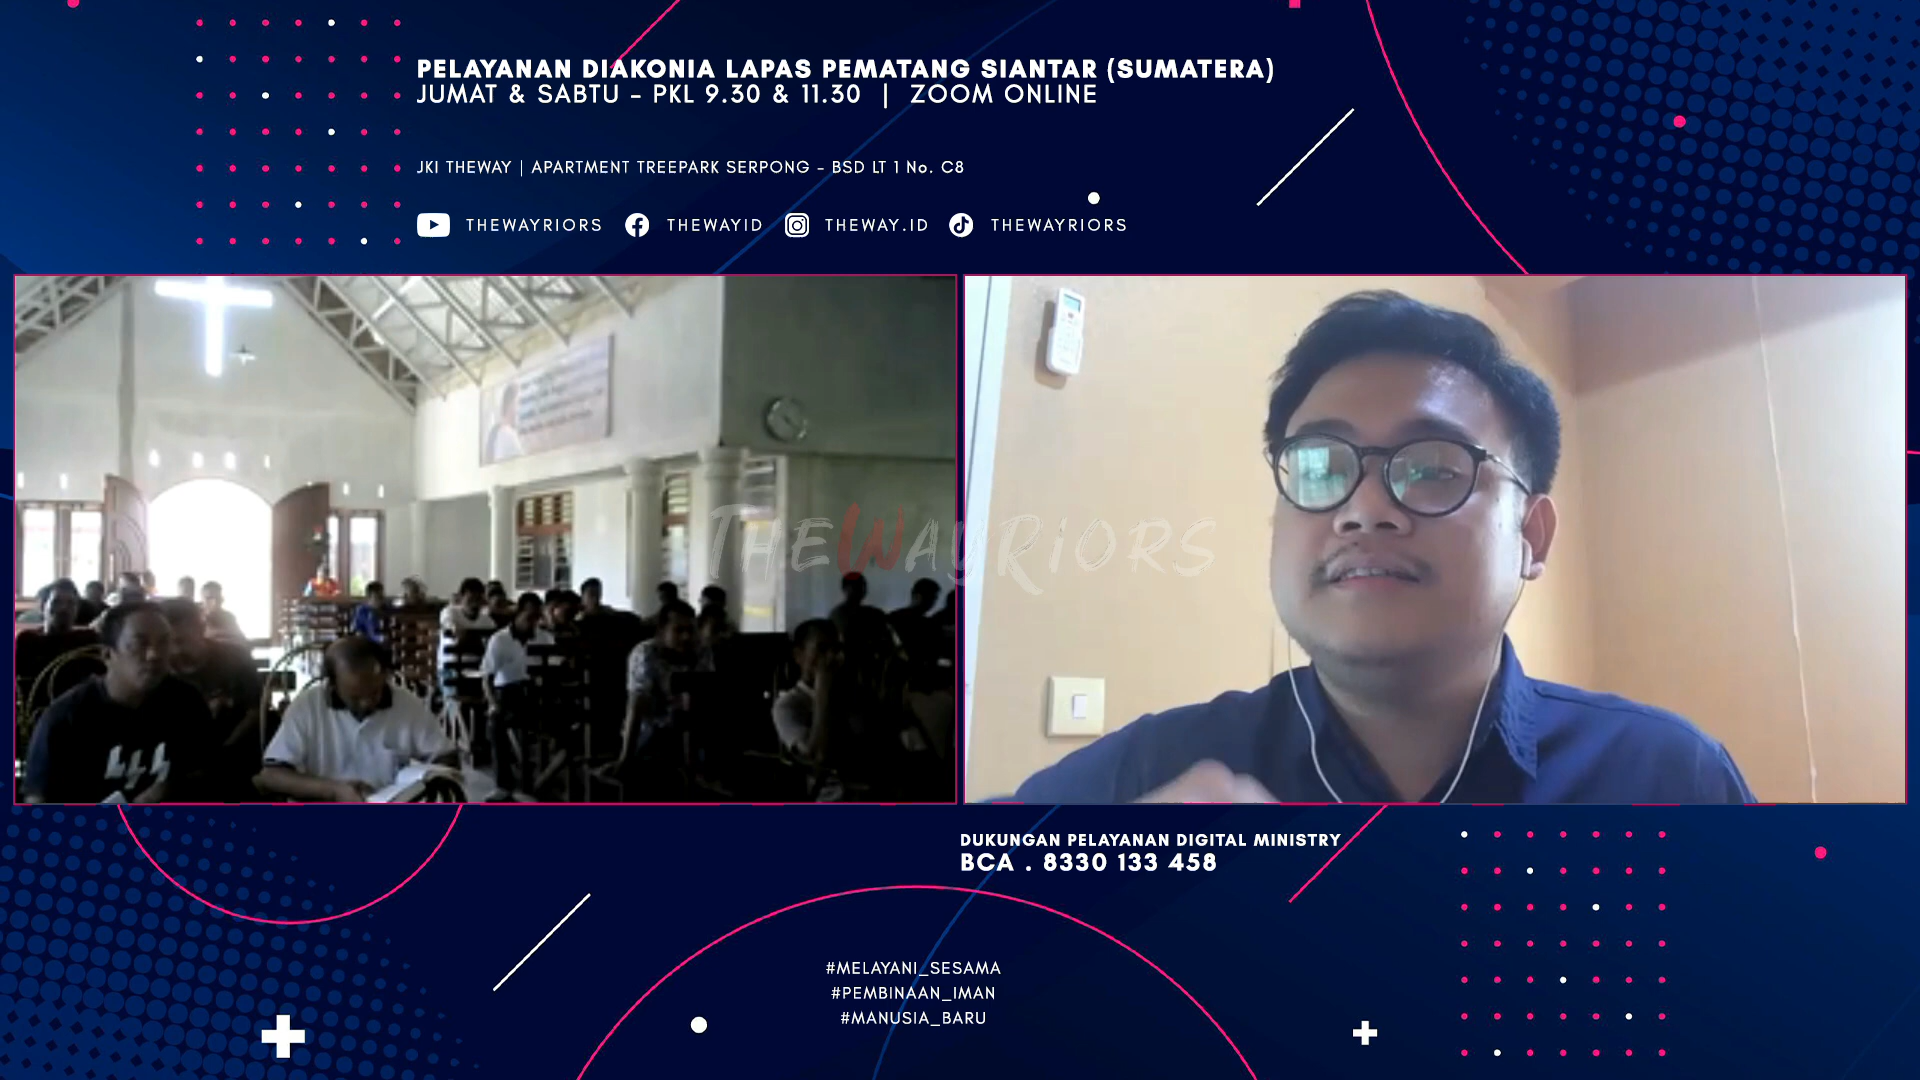 PELAYANAN DIAKONIA LAPAS PEMATANG SIANTAR (SUMATERA)
JUMAT & SABTU - PKL 9.30 & 11.30 | ZOOM ONLINE
JKI THEWAY | APARTMENT TREEPARK SERPONG - BSD LT 1 No. C8
THEWAYRIORS THEWAYID THEWAY.ID THEWAYRIORS
THEWAYRIORS
DUKUNGAN PELAYANAN DIGITAL MINISTRY
BCA . 8330 133 458
#MELAYANI_SESAMA
#PEMBINAAN_IMAN
#MANUSIA_BARU